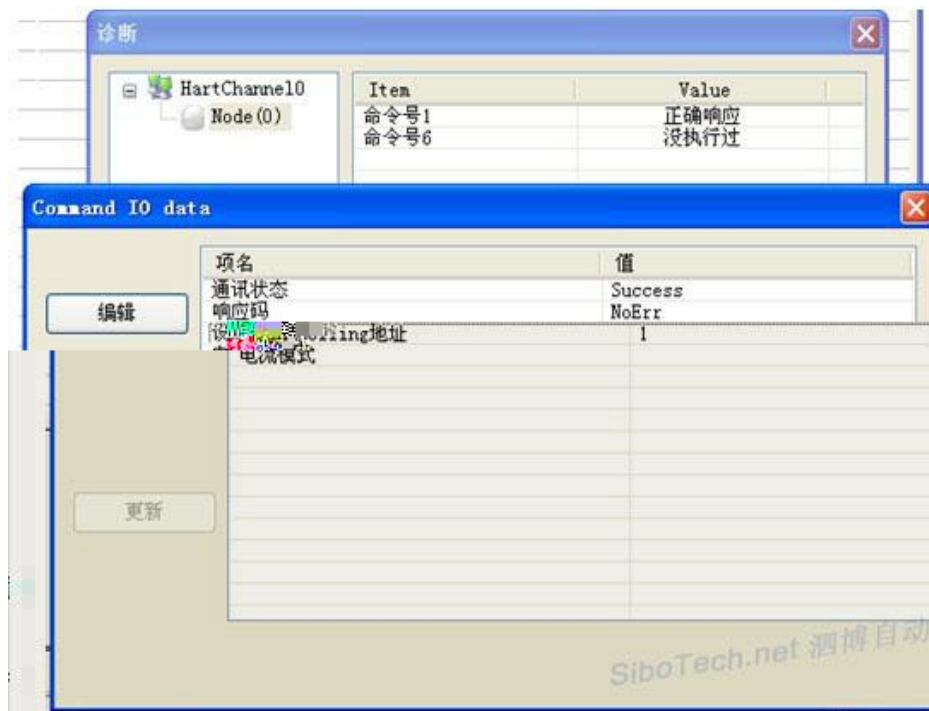 诊断
HartChannel0
Node(0)
Item Value
命令号1 正确响应
命令号6 没执行过
Command IO data
编辑
项名 值
通讯状态 Success
响应码 NoErr
lling地址 1
电流模式
更新
SiboTech.net 泗博自动